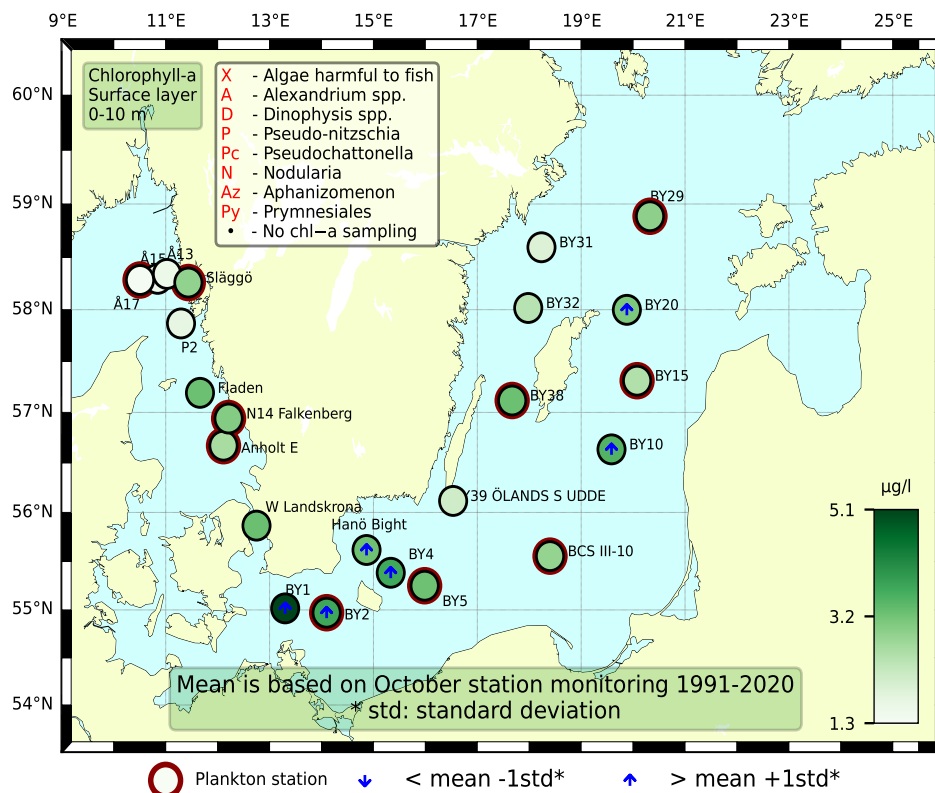 9°E 11°E 13°E 15°E 17°E 19°E 21°E 23°E 25°E
Chlorophyll-a
Surface layer
0-10 m
X - Algae harmful to fish
A - Alexandrium spp.
D - Dinophysis spp.
P - Pseudo-nitzschia
Pc - Pseudochattonella
N - Nodularia
Az - Aphanizomenon
Py - Prymnesiales
• - No chl−a sampling
60°N
59°N
58°N
57°N
56°N
55°N
54°N
BY29
BY31
Å15
Å13
Släggö
Å17
BY32
BY20
P2
BY15
Fladen
BY38
N14 Falkenberg
Anholt E
BY10
39 ÖLANDS S UDDE
W Landskrona
Hanö Bight
BCS III-10
BY4
BY1
BY5
BY2
µg/l
5.1
3.2
1.3
Mean is based on October station monitoring 1991-2020
* std: standard deviation
Plankton station
< mean -1std*
> mean +1std*